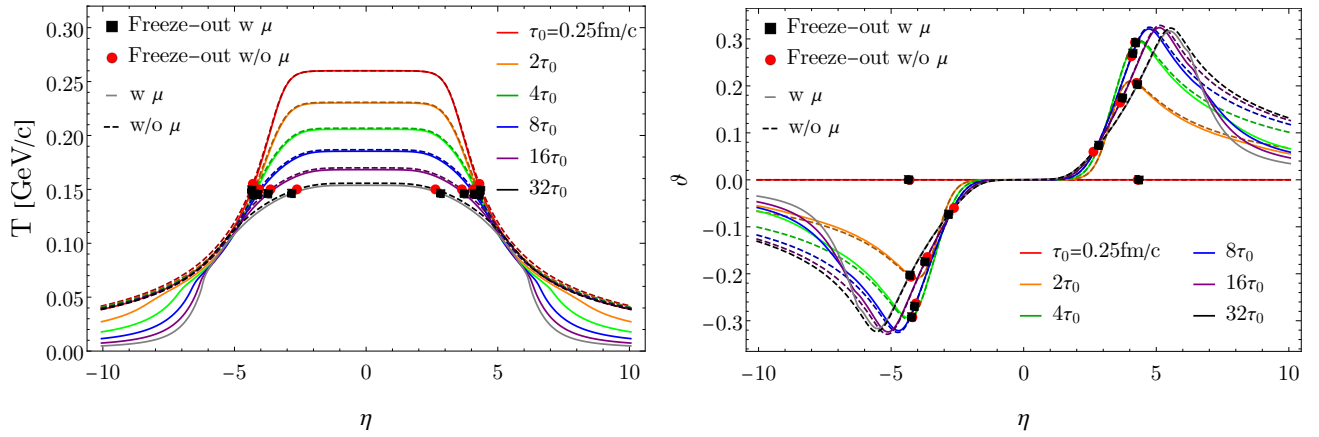 Freeze-out w μ
Freeze-out w/o μ
w μ
w/o μ
τ0=0.25fm/c
2τ0
4τ0
8τ0
16τ0
32τ0
T [GeV/c]
0.30
0.25
0.20
0.15
0.10
0.05
0.00
-10
-5
0
5
10
η
Freeze-out w μ
Freeze-out w/o μ
w μ
w/o μ
τ0=0.25fm/c
2τ0
4τ0
8τ0
16τ0
32τ0
ϑ
0.3
0.2
0.1
0.0
-0.1
-0.2
-0.3
-10
-5
0
5
10
η